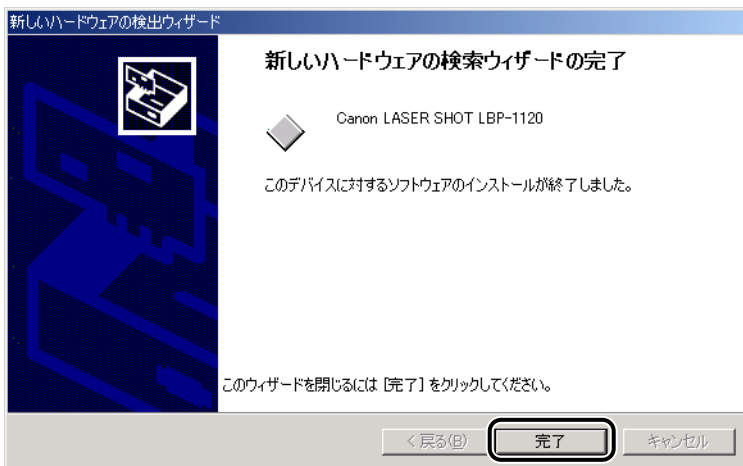 新しいハードウェアの検出ウィザード
新しいハードウェアの検索ウィザードの完了
Canon LASER SHOT LBP-1120
このデバイスに対するソフトウェアのインストールが終了しました。
このウィザードを閉じるには [完了] をクリックしてください。
< 戻る(B)
完了
キャンセル